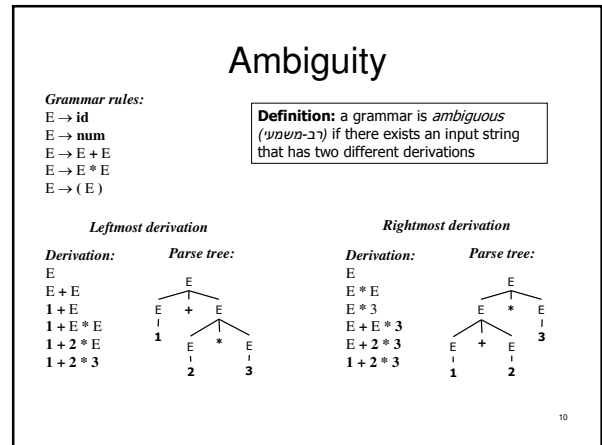 Ambiguity
Grammar rules:
E → id
E → num
E → E + E
E → E * E
E → ( E )
Definition: a grammar is ambiguous
(רב-משמעי) if there exists an input string
that has two different derivations
Leftmost derivation
Derivation:
E
E + E
1 + E
1 + E * E
1 + 2 * E
1 + 2 * 3
Parse tree:
E
E + E
1
E * E
2 3
Rightmost derivation
Derivation:
E
E * E
E * 3
E + E * 3
E + 2 * 3
1 + 2 * 3
Parse tree:
E
E * E
3
E + E
1 2
10